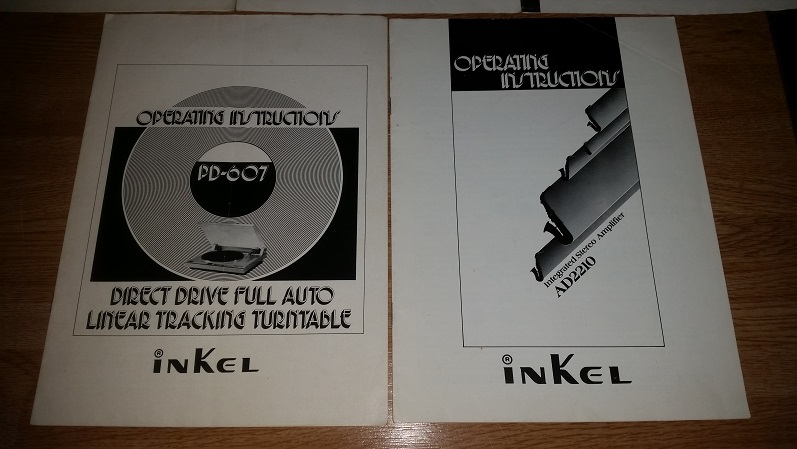 OPERATING INSTRUCTIONS
PD-607
DIRECT DRIVE FULL AUTO
LINEAR TRACKING TURNTABLE
® inKEL
OPERATING
INSTRUCTIONS
Integrated Stereo Amplifier
AD2210
® inKEL